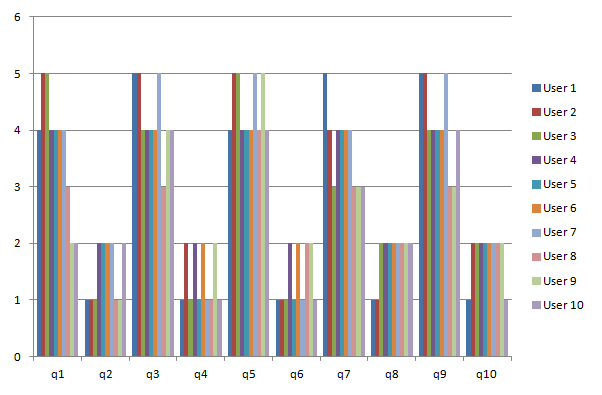 6
5
4
3
2
1
0
q1 q2 q3 q4 q5 q6 q7 q8 q9 q10
User 1
User 2
User 3
User 4
User 5
User 6
User 7
User 8
User 9
User 10